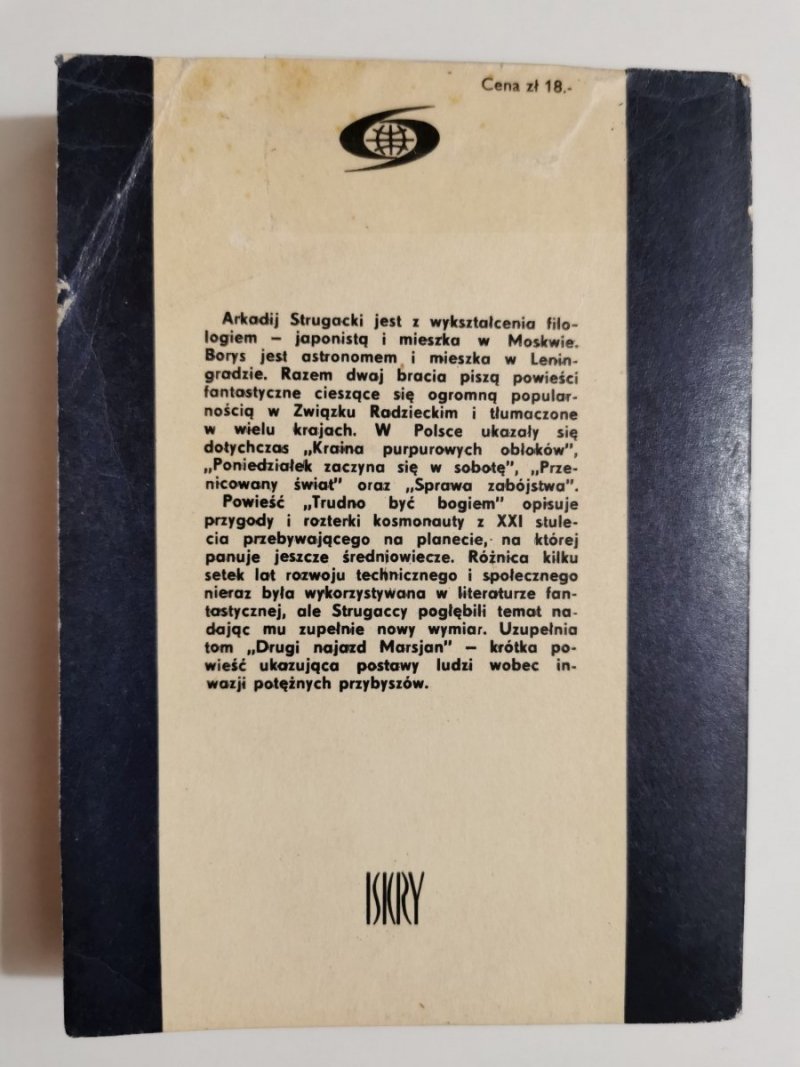 Cena zł 18.-
Arkadij Strugacki jest z wykształcenia filo-
logiem – japonistą i mieszka w Moskwie.
Borys jest astronomem i mieszka w Lenin-
gradzie. Razem dwaj bracia piszą powieści
fantastyczne cieszące się ogromną popular-
nością w Związku Radzieckim i tłumaczone
w wielu krajach. W Polsce ukazały się
dotychczas „Kraina purpurowych obłoków”,
„Poniedziałek zaczyna się w sobotę”, „Prze-
nicowany świat” oraz „Sprawa zabójstwa”.
Powieść „Trudno być bogiem” opisuje
przygody i rozterki kosmonauty z XXI stule-
cia przebywającego na planecie, na której
panuje jeszcze średniowiecze. Różnica kilku
setek lat rozwoju technicznego i społecznego
nieraz była wykorzystywana w literaturze fan-
tastycznej, ale Strugaccy pogłębili temat na-
dając mu zupełnie nowy wymiar. Uzupełnia
tom „Drugi najazd Marsjan” – krótka po-
wieść ukazująca postawy ludzi wobec in-
wazji potężnych przybyszów.
ISKRY